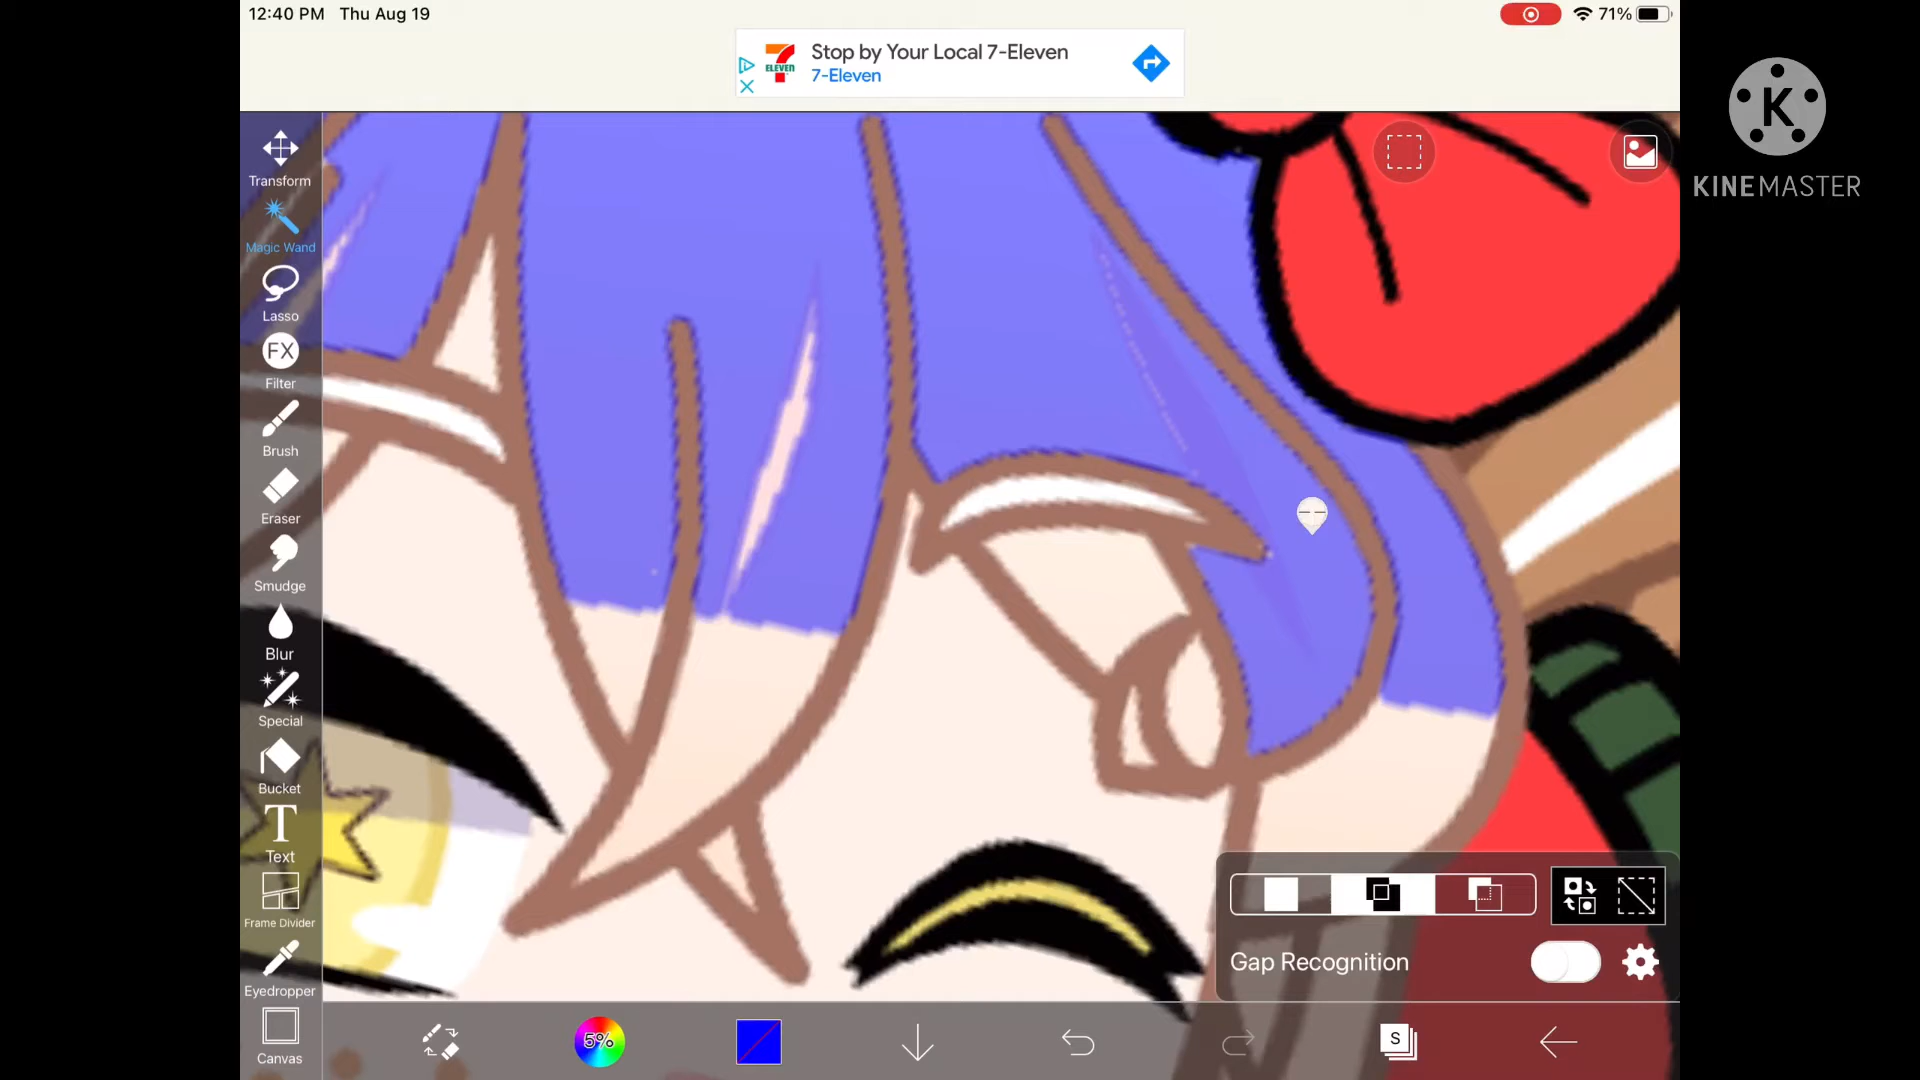 12:40 PM Thu Aug 19
71%
Stop by Your Local 7-Eleven
7-Eleven
7
ELEVEN
K
KINEMASTER
Transform
Magic Wand
Lasso
FX
Filter
Brush
Eraser
Smudge
Blur
Special
Bucket
T
Text
Frame Divider
Eyedropper
Canvas
Gap Recognition
5%
S